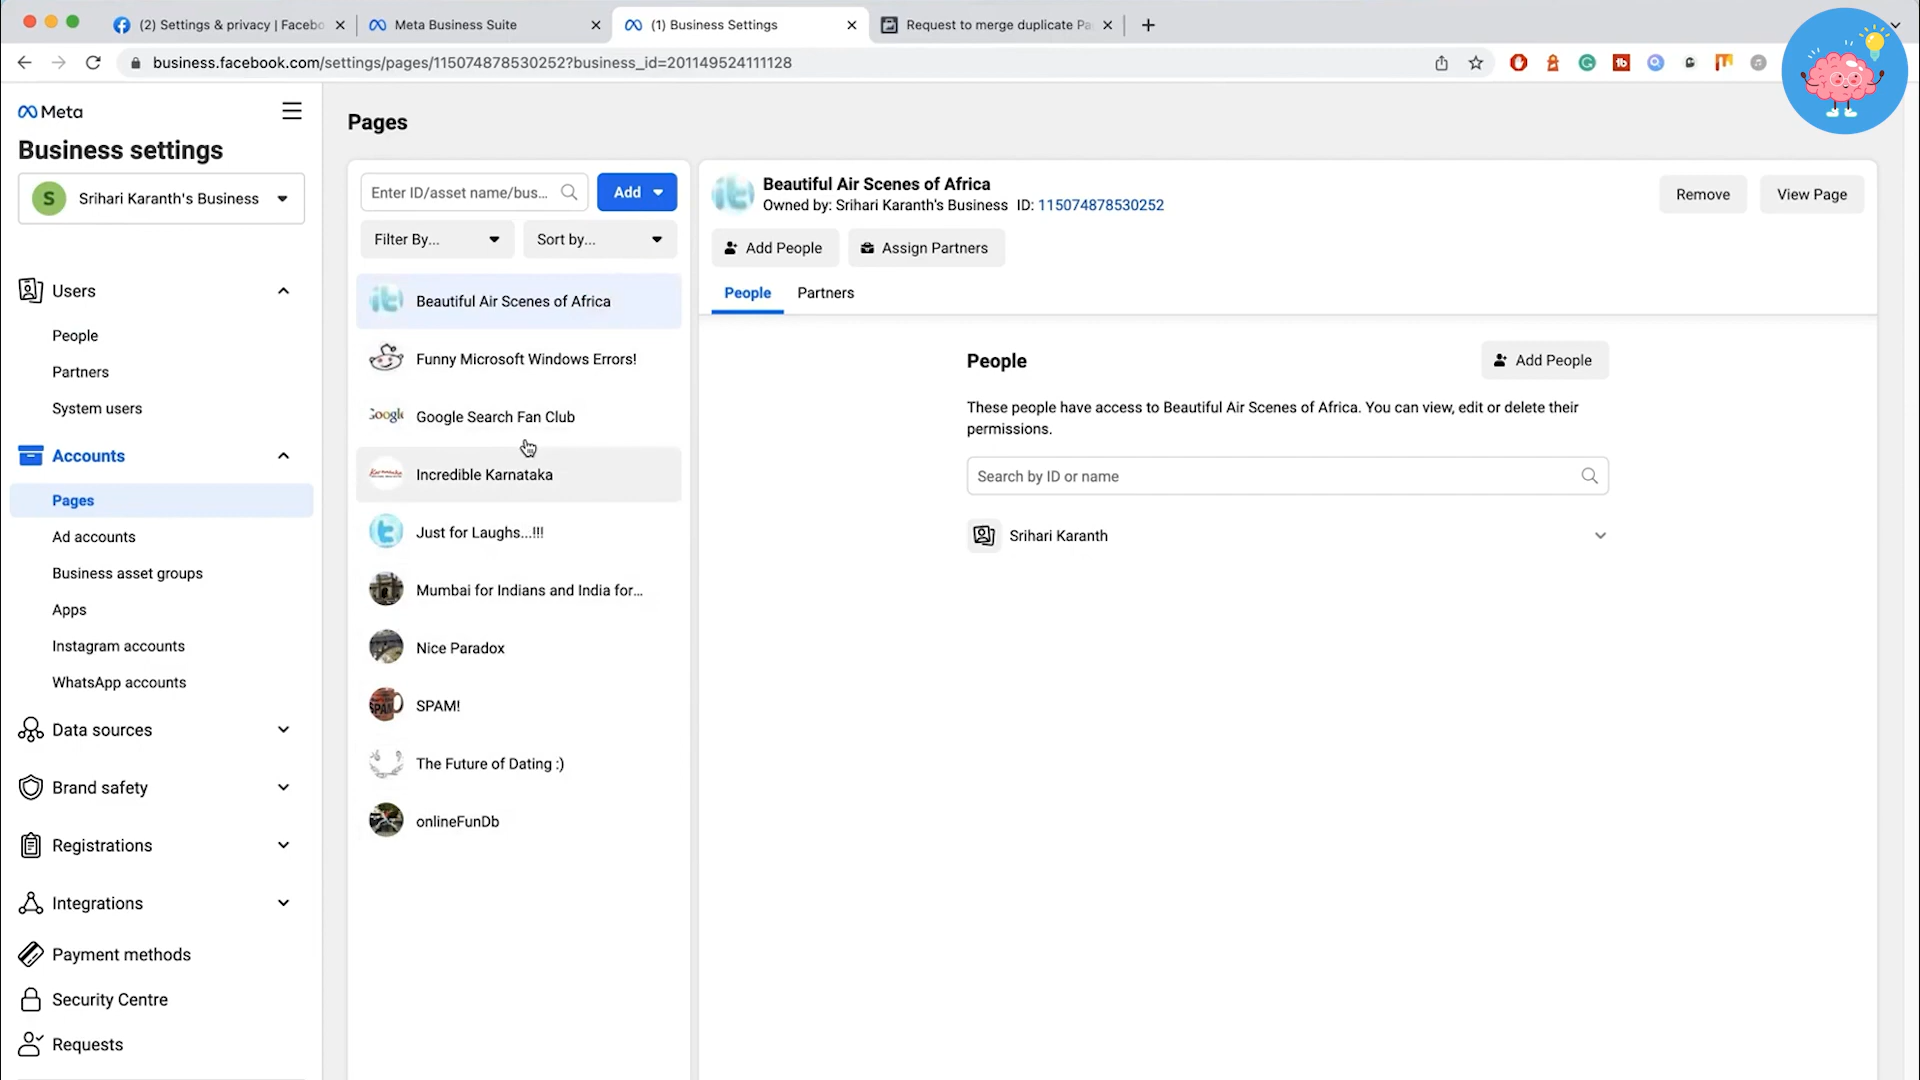 (2) Settings & privacy | Facebo
Meta Business Suite
(1) Business Settings
Request to merge duplicate Pa
business.facebook.com/settings/pages/115074878530252?business_id=201149524111128
Meta
Business settings
S
Srihari Karanth's Business
Users
People
Partners
System users
Accounts
Pages
Ad accounts
Business asset groups
Apps
Instagram accounts
WhatsApp accounts
Data sources
Brand safety
Registrations
Integrations
Payment methods
Security Centre
Requests
Pages
Enter ID/asset name/bus...
Add
Filter By...
Sort by...
Beautiful Air Scenes of Africa
Funny Microsoft Windows Errors!
Google Search Fan Club
Incredible Karnataka
Just for Laughs...!!!
Mumbai for Indians and India for...
Nice Paradox
SPAM!
The Future of Dating :)
onlineFunDb
Beautiful Air Scenes of Africa
Owned by: Srihari Karanth's Business ID: 115074878530252
Remove
View Page
Add People
Assign Partners
People
Partners
People
Add People
These people have access to Beautiful Air Scenes of Africa. You can view, edit or delete their
permissions.
Search by ID or name
Srihari Karanth